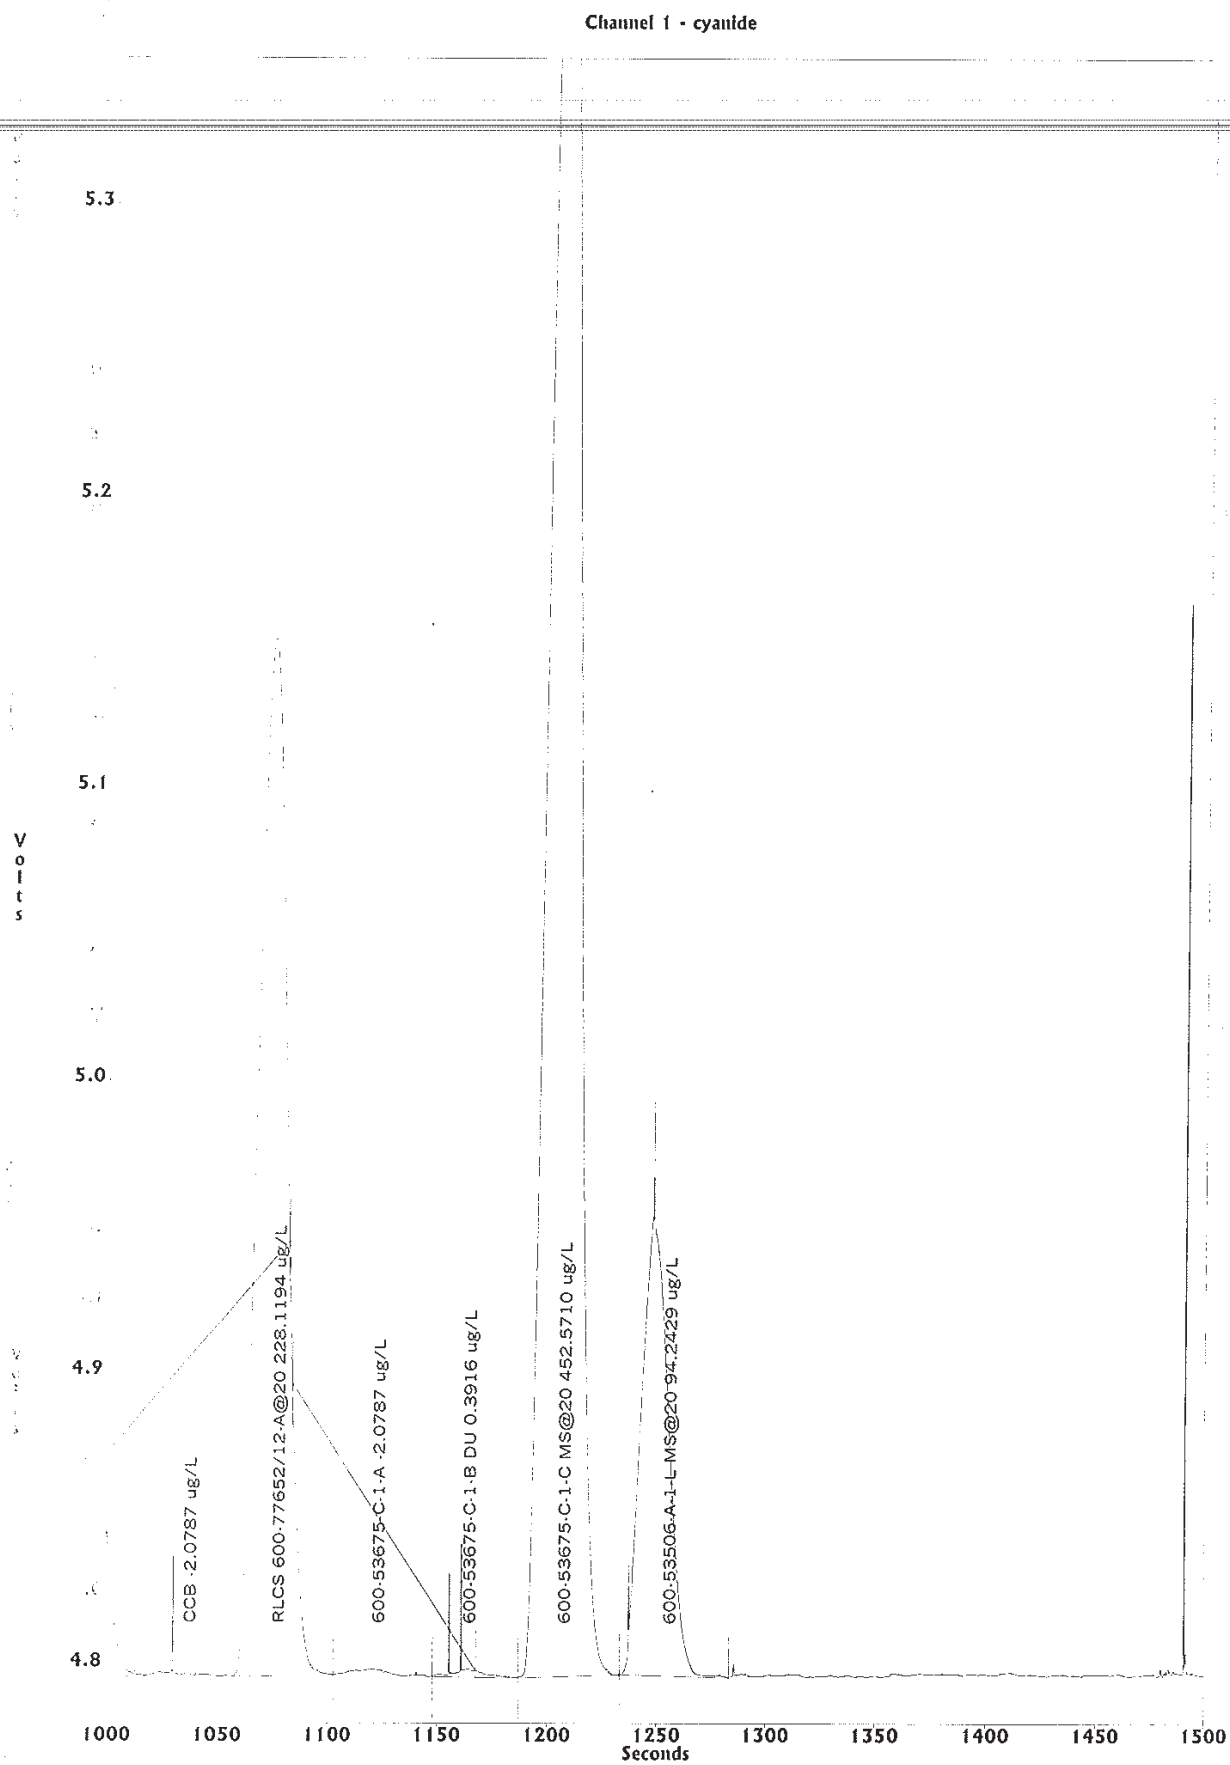 Channel 1 - cyanide
5.3
5.2
5.1
Volts
5.0
4.9
4.8
CCB -2.0787 ug/L
RLCS 600-77652/12-A@20 228.1194 ug/L
600-53675-C-1-A -2.0787 ug/L
600-53675-C-1-B DU 0.3916 ug/L
600-53675-C-1-C MS@20 452.5710 ug/L
600-53506-A-1-L MS@20 94.2429 ug/L
1000 1050 1100 1150 1200 1250 1300 1350 1400 1450 1500
Seconds